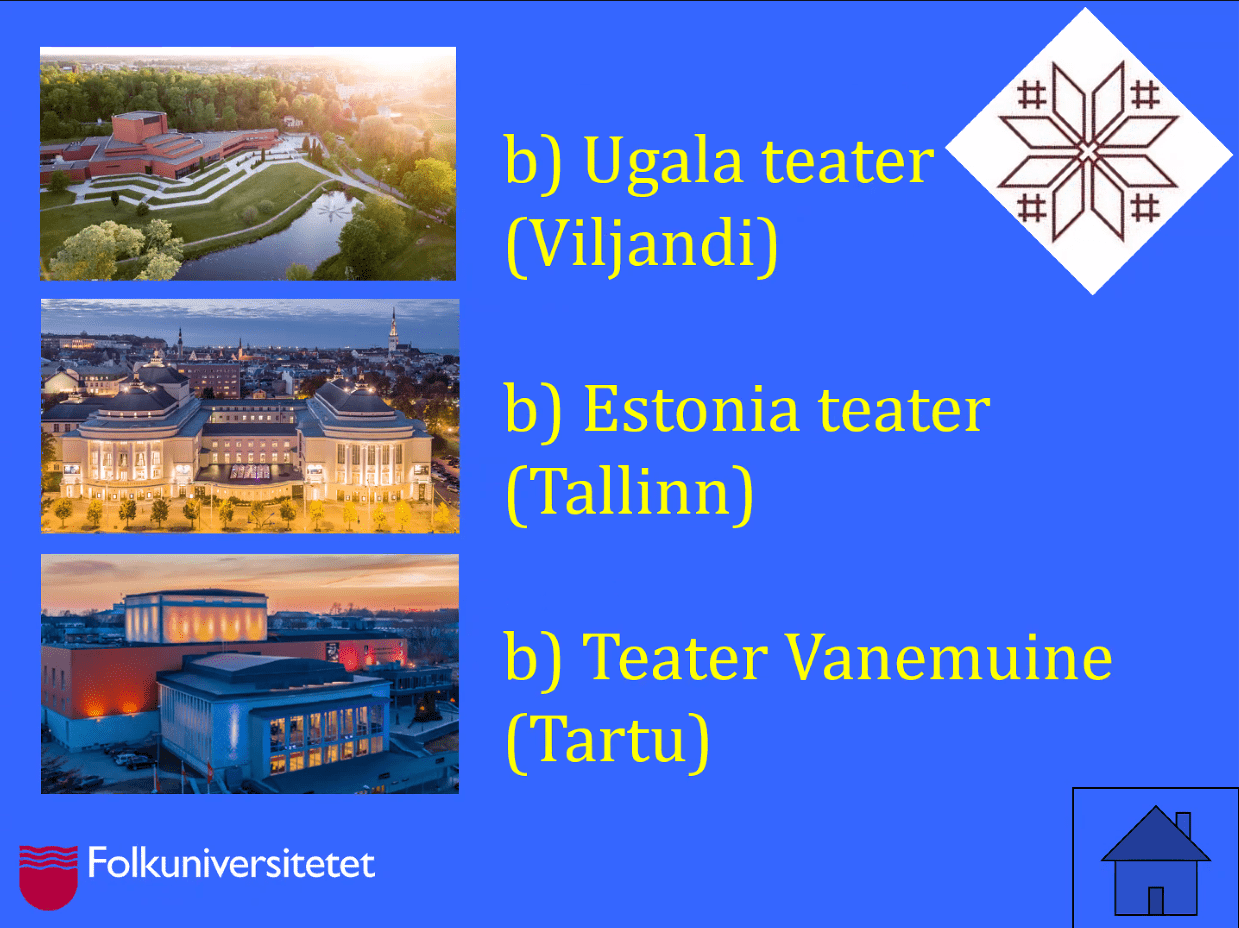 b) Ugala teater
(Viljandi)
b) Estonia teater
(Tallinn)
b) Teater Vanemuine
(Tartu)
Folkuniversitetet